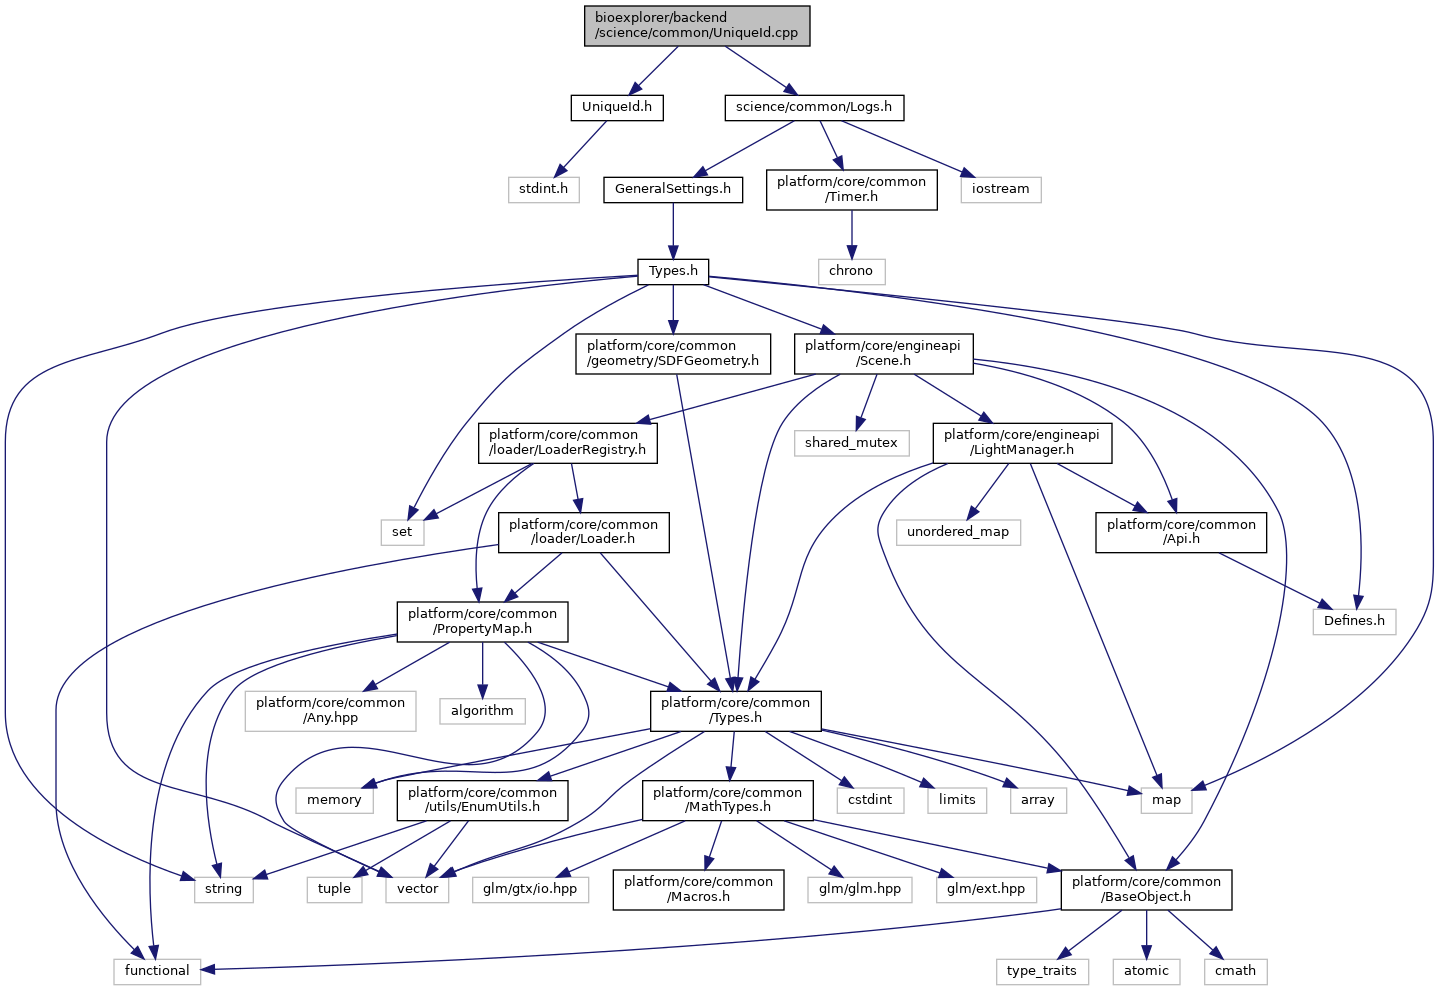 bioexplorer/backend
/science/common/UniqueId.cpp
UniqueId.h
science/common/Logs.h
stdint.h
GeneralSettings.h
platform/core/common
/Timer.h
iostream
Types.h
chrono
platform/core/common
/geometry/SDFGeometry.h
platform/core/engineapi
/Scene.h
platform/core/common
/loader/LoaderRegistry.h
shared_mutex
platform/core/engineapi
/LightManager.h
set
platform/core/common
/loader/Loader.h
unordered_map
platform/core/common
/Api.h
platform/core/common
/PropertyMap.h
Defines.h
platform/core/common
/Any.hpp
algorithm
platform/core/common
/Types.h
memory
platform/core/common
/utils/EnumUtils.h
platform/core/common
/MathTypes.h
cstdint
limits
array
map
string
tuple
vector
glm/gtx/io.hpp
platform/core/common
/Macros.h
glm/glm.hpp
glm/ext.hpp
platform/core/common
/BaseObject.h
functional
type_traits
atomic
cmath